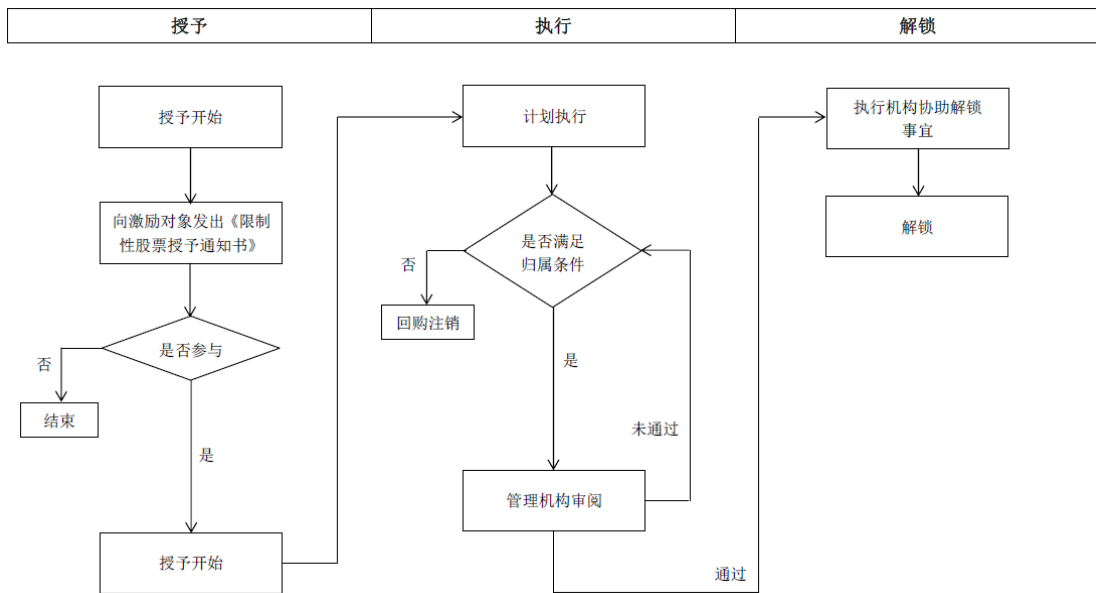 授予
执行
解锁
授予开始
向激励对象发出《限制
性股票授予通知书》
是否参与
否
结束
是
授予开始
计划执行
是否满足
归属条件
否
回购注销
是
未通过
管理机构审阅
通过
执行机构协助解锁
事宜
解锁